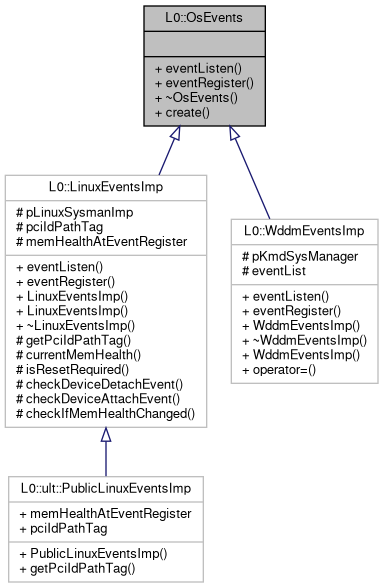 L0::OsEvents
+ eventListen()
+ eventRegister()
+ ~OsEvents()
+ create()
L0::LinuxEventsImp
# pLinuxSysmanImp
# pciIdPathTag
# memHealthAtEventRegister
+ eventListen()
+ eventRegister()
+ LinuxEventsImp()
+ LinuxEventsImp()
+ ~LinuxEventsImp()
# getPciIdPathTag()
# currentMemHealth()
# isResetRequired()
# checkDeviceDetachEvent()
# checkDeviceAttachEvent()
# checkIfMemHealthChanged()
L0::WddmEventsImp
# pKmdSysManager
# eventList
+ eventListen()
+ eventRegister()
+ WddmEventsImp()
+ ~WddmEventsImp()
+ WddmEventsImp()
+ operator=()
L0::ult::PublicLinuxEventsImp
+ memHealthAtEventRegister
+ pciIdPathTag
+ PublicLinuxEventsImp()
+ getPciIdPathTag()